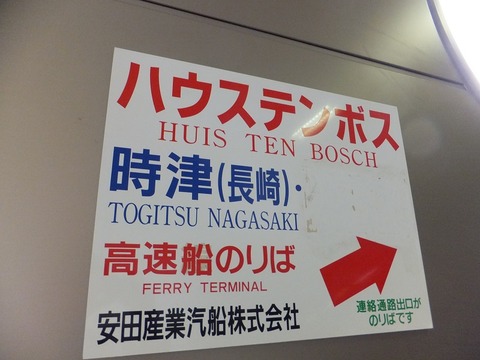 ハウステンボス
HUIS TEN BOSCH
時津(長崎)・
TOGITSU NAGASAKI
高速船のりば
FERRY TERMINAL
安田産業汽船株式会社
連絡通路出口が
のりばです